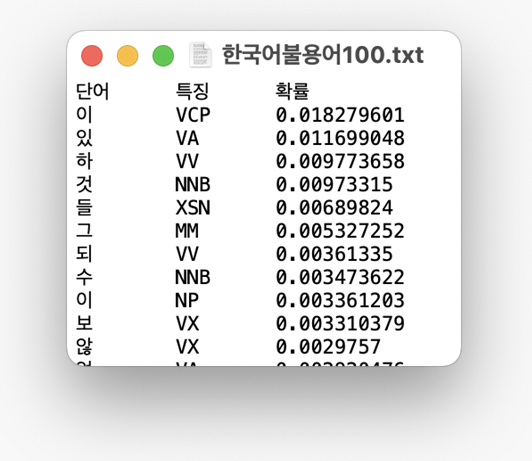 한국어불용어100.txt
단어 특징 확률
이 VCP 0.018279601
있 VA 0.011699048
하 VV 0.009773658
것 NNB 0.00973315
들 XSN 0.00689824
그 MM 0.005327252
되 VV 0.00361335
수 NNB 0.003473622
이 NP 0.003361203
보 VX 0.003310379
않 VX 0.0029757